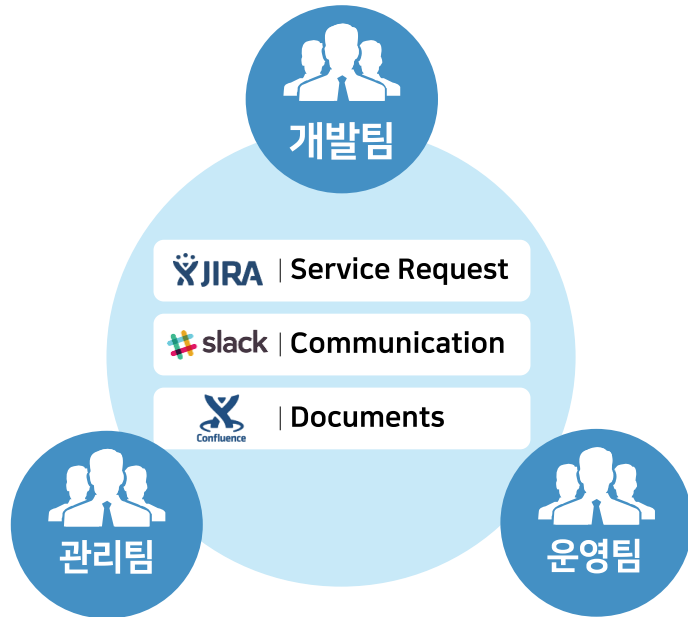 개발팀
JIRA | Service Request
slack | Communication
Confluence | Documents
관리팀
운영팀